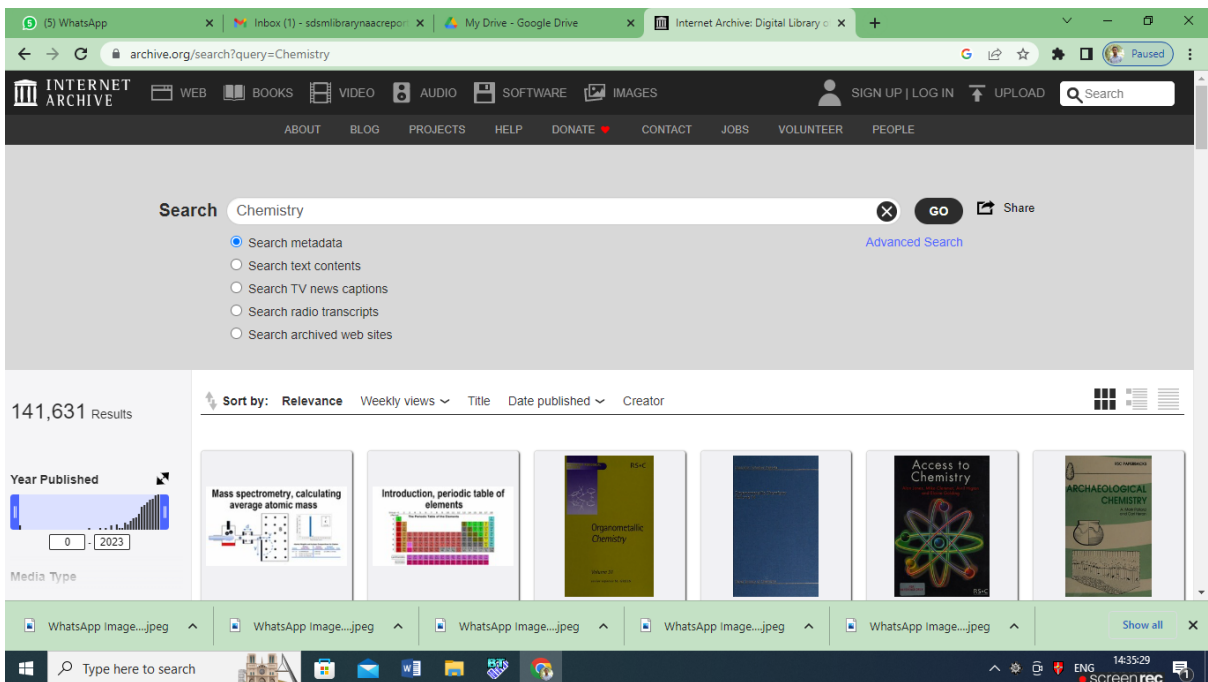 (5) WhatsApp
Inbox (1) - sdsmlibrarynaacrepor
My Drive - Google Drive
Internet Archive: Digital Library o
archive.org/search?query=Chemistry
Paused
INTERNET
ARCHIVE
WEB BOOKS VIDEO AUDIO SOFTWARE IMAGES SIGN UP | LOG IN UPLOAD Search
ABOUT BLOG PROJECTS HELP DONATE CONTACT JOBS VOLUNTEER PEOPLE
Search Chemistry GO Share
Search metadata Advanced Search
Search text contents
Search TV news captions
Search radio transcripts
Search archived web sites
141,631 Results
Sort by: Relevance Weekly views Title Date published Creator
Year Published
0 - 2023
Media Type
Mass spectrometry, calculating
average atomic mass
Introduction, periodic table of
elements
RS•C
Organometallic
Chemistry
Access to
Chemistry
RS•C
ARCHAEOLOGICAL
CHEMISTRY
WhatsApp Image....jpeg WhatsApp Image....jpeg WhatsApp Image....jpeg WhatsApp Image....jpeg WhatsApp Image....jpeg Show all
Type here to search
ENG 14:35:29
screenrec